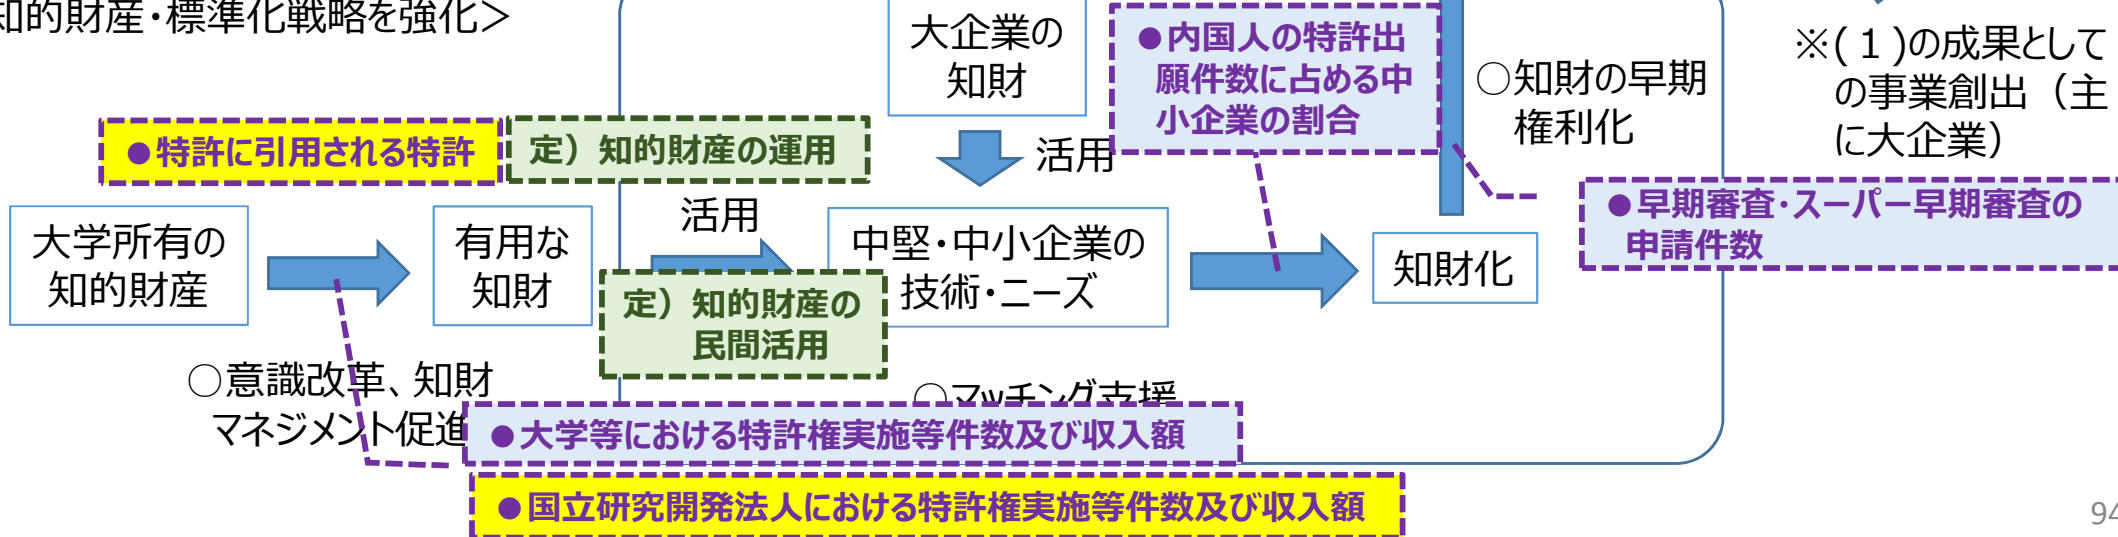 知的財産・標準化戦略を強化＞
大企業の
知財
●内国人の特許出
願件数に占める中
小企業の割合
○知財の早期
権利化
※(１)の成果として
の事業創出（主
に大企業）
●特許に引用される特許
定）知的財産の運用
活用
活用
●早期審査・スーパー早期審査の
申請件数
大学所有の
知的財産
有用な
知財
中堅・中小企業の
技術・ニーズ
知財化
定）知的財産の
民間活用
○意識改革、知財
マネジメント促進
○マッチング支援
●大学等における特許権実施等件数及び収入額
●国立研究開発法人における特許権実施等件数及び収入額
94